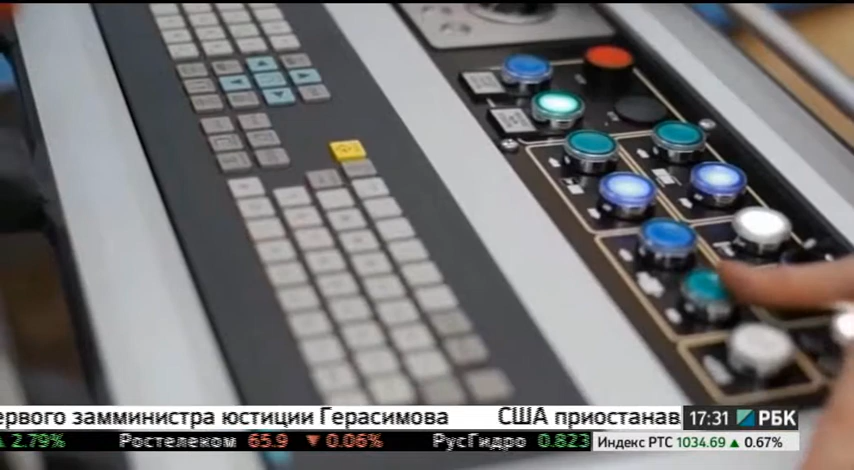 ервого замминистра юстиции Герасимова США приостанав 17:31 РБК
▲ 2.79% Ростелеком 65.9 ▼ 0.06% РусГидро 0.823 Индекс РТС 1034.69 ▲ 0.67%